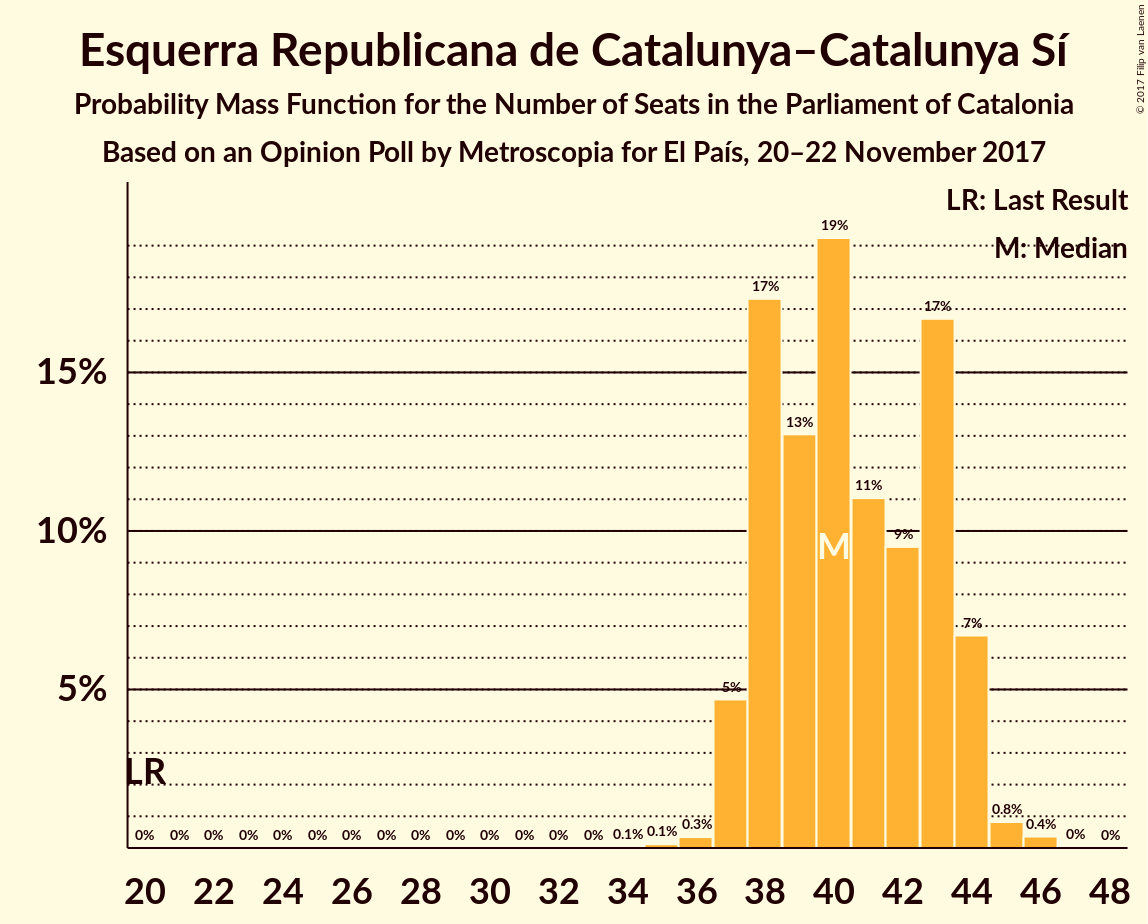 Esquerra Republicana de Catalunya–Catalunya Sí
Probability Mass Function for the Number of Seats in the Parliament of Catalonia
Based on an Opinion Poll by Metroscopia for El País, 20–22 November 2017
© 2017 Filip van Laenen
LR: Last Result
M: Median
15%
10%
5%
LR
M
0% 0% 0% 0% 0% 0% 0% 0% 0% 0% 0% 0% 0% 0% 0.1% 0.1% 0.3% 5% 17% 13% 19% 11% 9% 17% 7% 0.8% 0.4% 0% 0%
20 22 24 26 28 30 32 34 36 38 40 42 44 46 48